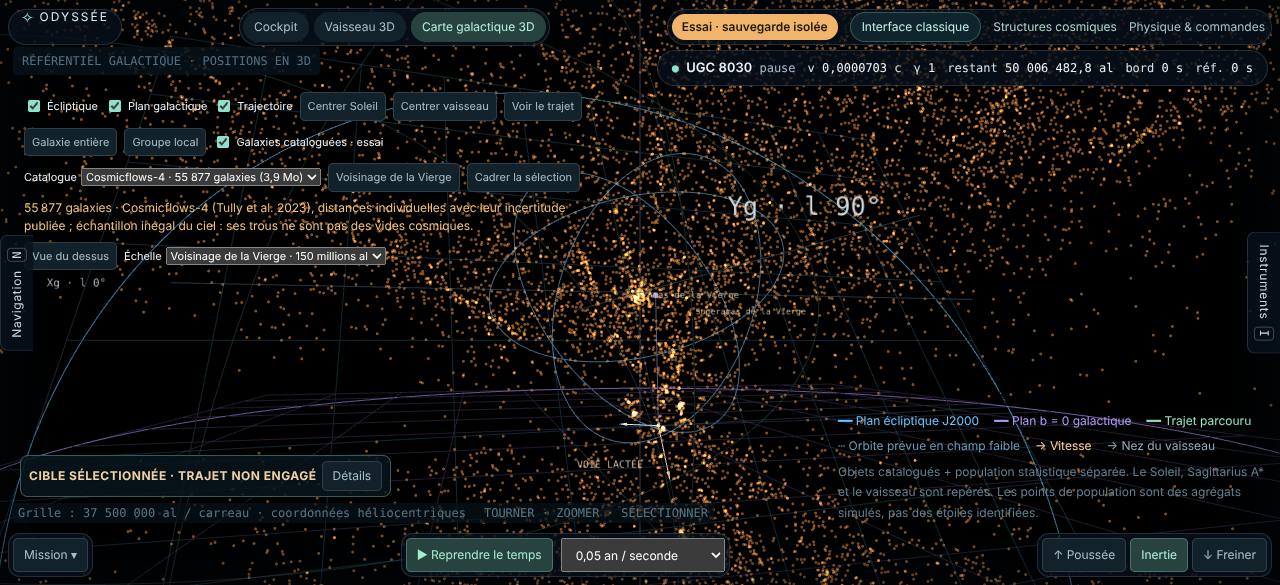 ✧ ODYSSÉE
Cockpit Vaisseau 3D Carte galactique 3D
Essai · sauvegarde isolée Interface classique Structures cosmiques Physique & commandes
RÉFÉRENTIEL GALACTIQUE · POSITIONS EN 3D
UGC 8030 pause v 0,0000703 c γ 1 restant 50 006 482,8 al bord 0 s réf. 0 s
Écliptique Plan galactique Trajectoire Centrer Soleil Centrer vaisseau Voir le trajet
Galaxie entière Groupe local Galaxies cataloguées · essai
Catalogue Cosmicflows-4 · 55 877 galaxies (3,9 Mo) Voisinage de la Vierge Cadrer la sélection
55 877 galaxies · Cosmicflows-4 (Tully et al. 2023), distances individuelles avec leur incertitude
publiée ; échantillon inégal du ciel : ses trous ne sont pas des vides cosmiques.
Yg · l 90°
Vue du dessus Échelle Voisinage de la Vierge · 150 millions al
Navigation N
Xg · l 0°
Instruments I
Amas de la Vierge
Superamas de la Vierge
VOIE LACTÉE
Plan écliptique J2000 Plan b = 0 galactique Trajet parcouru
┄ Orbite prévue en champ faible → Vitesse → Nez du vaisseau
Objets catalogués + population statistique séparée. Le Soleil, Sagittarius A*
et le vaisseau sont repérés. Les points de population sont des agrégats
simulés, pas des étoiles identifiées.
CIBLE SÉLECTIONNÉE · TRAJET NON ENGAGÉ Détails
Grille : 37 500 000 al / carreau · coordonnées héliocentriques TOURNER · ZOOMER · SÉLECTIONNER
Mission ▾
▶ Reprendre le temps 0,05 an / seconde
↑ Poussée Inertie ↓ Freiner